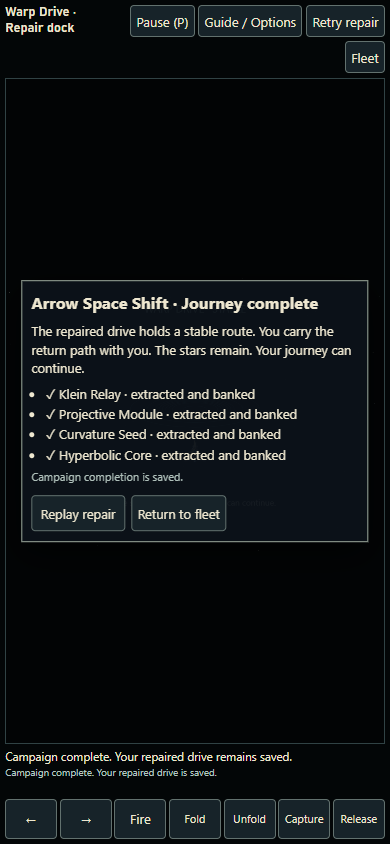 Warp Drive ·
Repair dock
Pause (P)
Guide / Options
Retry repair
Fleet
Arrow Space Shift · Journey complete
The repaired drive holds a stable route. You carry the
return path with you. The stars remain. Your journey can
continue.
• ✓ Klein Relay · extracted and banked
• ✓ Projective Module · extracted and banked
• ✓ Curvature Seed · extracted and banked
• ✓ Hyperbolic Core · extracted and banked
Campaign completion is saved.
Replay repair
Return to fleet
Campaign complete. Your repaired drive remains saved.
Campaign complete. Your repaired drive is saved.
←
→
Fire
Fold
Unfold
Capture
Release